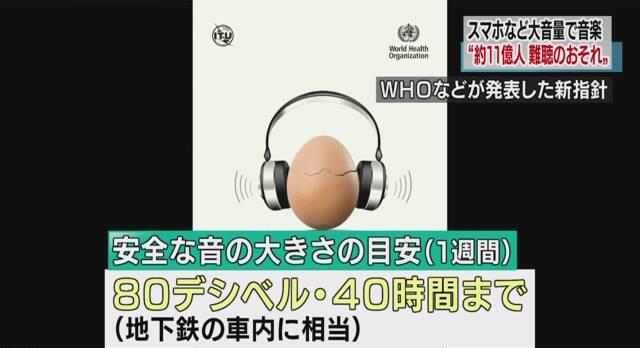 スマホなど大音量で音楽
“約11億人 難聴のおそれ„
WHOなどが発表した新指針
ITU
World Health
Organization
安全な音の大きさの目安(1週間)
80デシベル・40時間まで
(地下鉄の車内に相当)